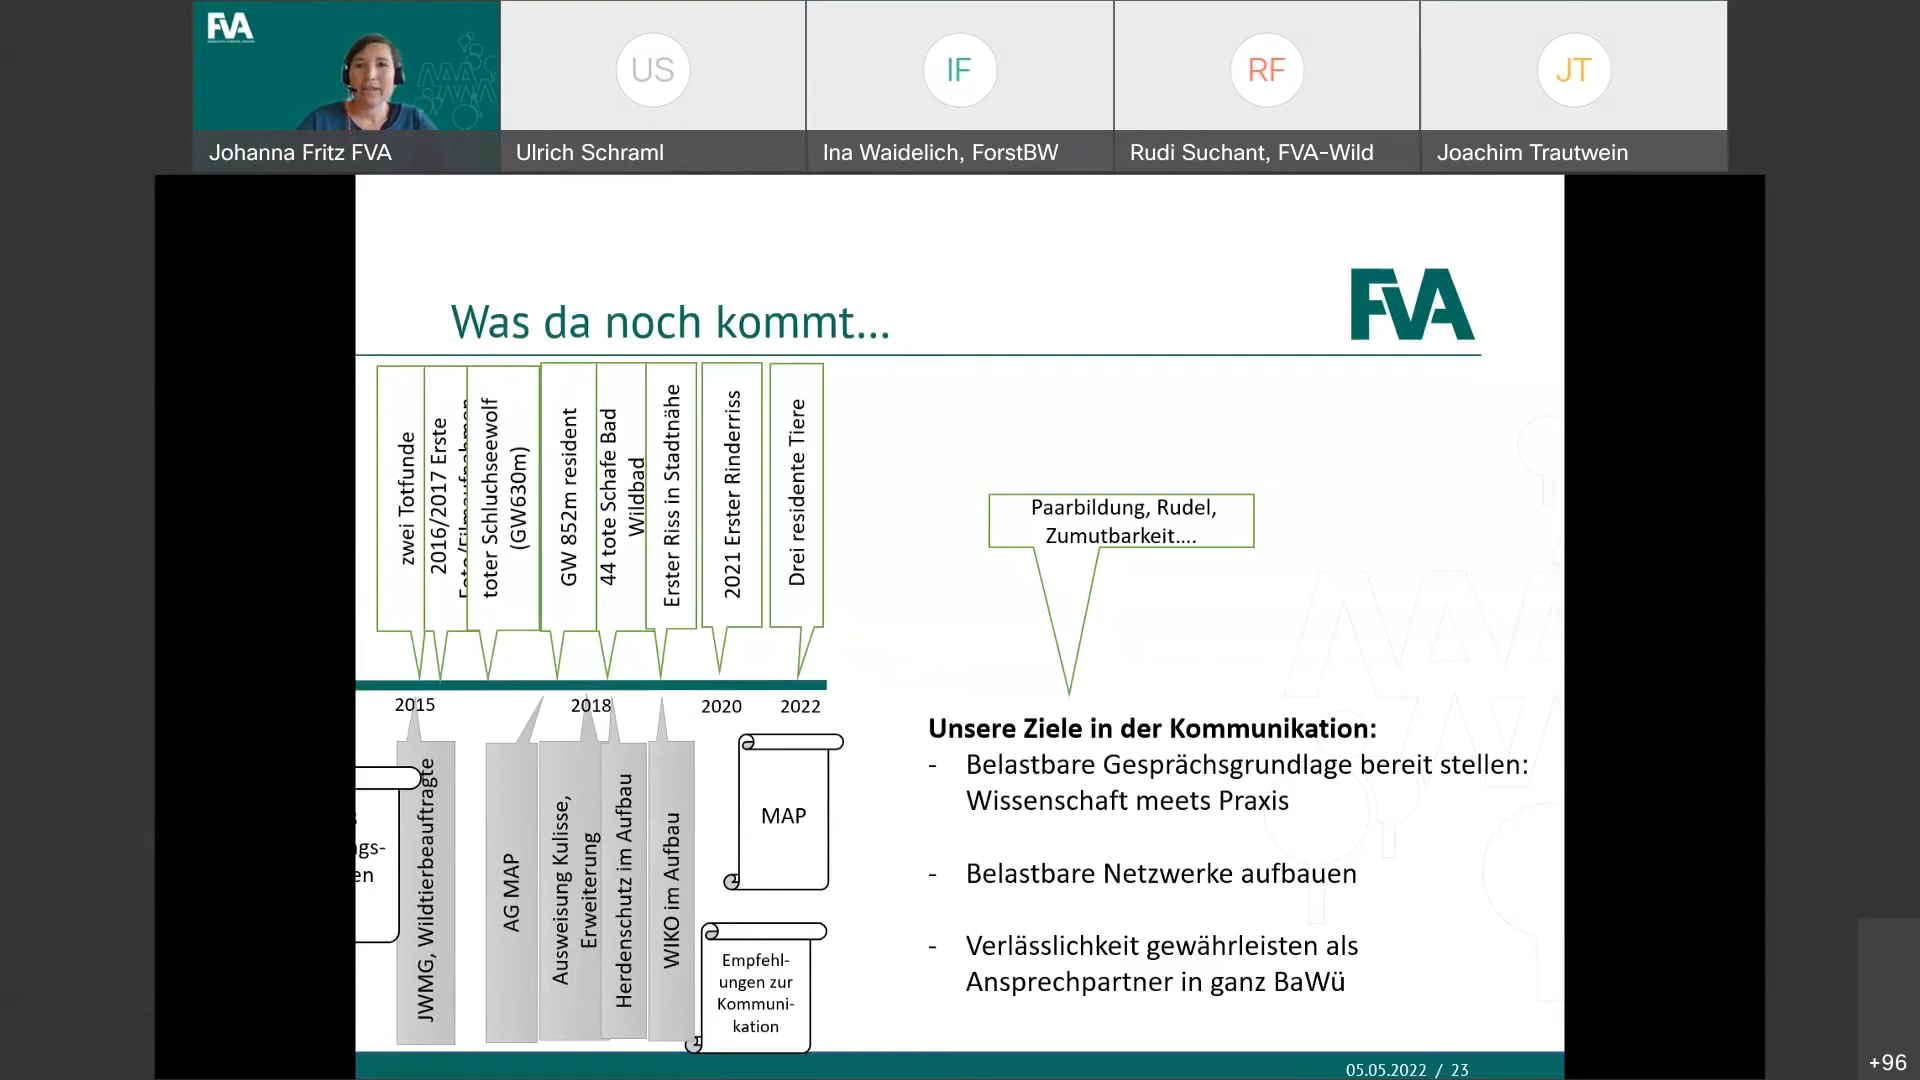 FVA
US
IF
RF
JT
Johanna Fritz FVA
Ulrich Schraml
Ina Waidelich, ForstBW
Rudi Suchant, FVA-Wild
Joachim Trautwein
Was da noch kommt...
FVA
zwei Totfunde
2016/2017 Erste
Foto/Filmaufnahmen
toter Schluchseewolf
(GW630m)
GW 852m resident
44 tote Schafe Bad
Wildbad
Erster Riss in Stadtnähe
2021 Erster Rinderriss
Drei residente Tiere
Paarbildung, Rudel,
Zumutbarkeit....
2015
2018
2020
2022
gs-
en
JWMG, Wildtierbeauftragte
AG MAP
Ausweisung Kulisse,
Erweiterung
Herdenschutz im Aufbau
WIKO im Aufbau
MAP
Empfehl-
ungen zur
Kommuni-
kation
Unsere Ziele in der Kommunikation:
- Belastbare Gesprächsgrundlage bereit stellen:
Wissenschaft meets Praxis
- Belastbare Netzwerke aufbauen
- Verlässlichkeit gewährleisten als
Ansprechpartner in ganz BaWü
05.05.2022 / 23
+96